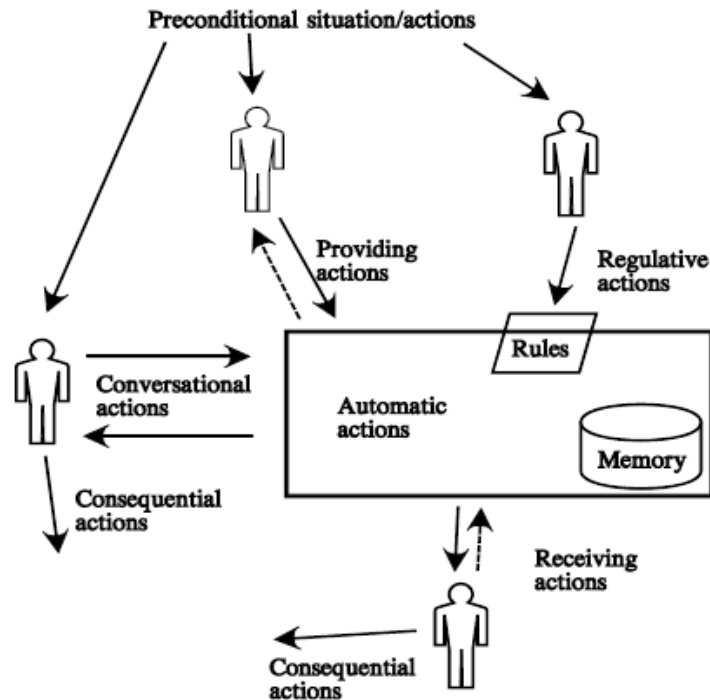 Preconditional situation/actions
Providing
actions
Regulative
actions
Rules
Conversational
actions
Automatic
actions
Memory
Consequential
actions
Receiving
actions
Consequential
actions